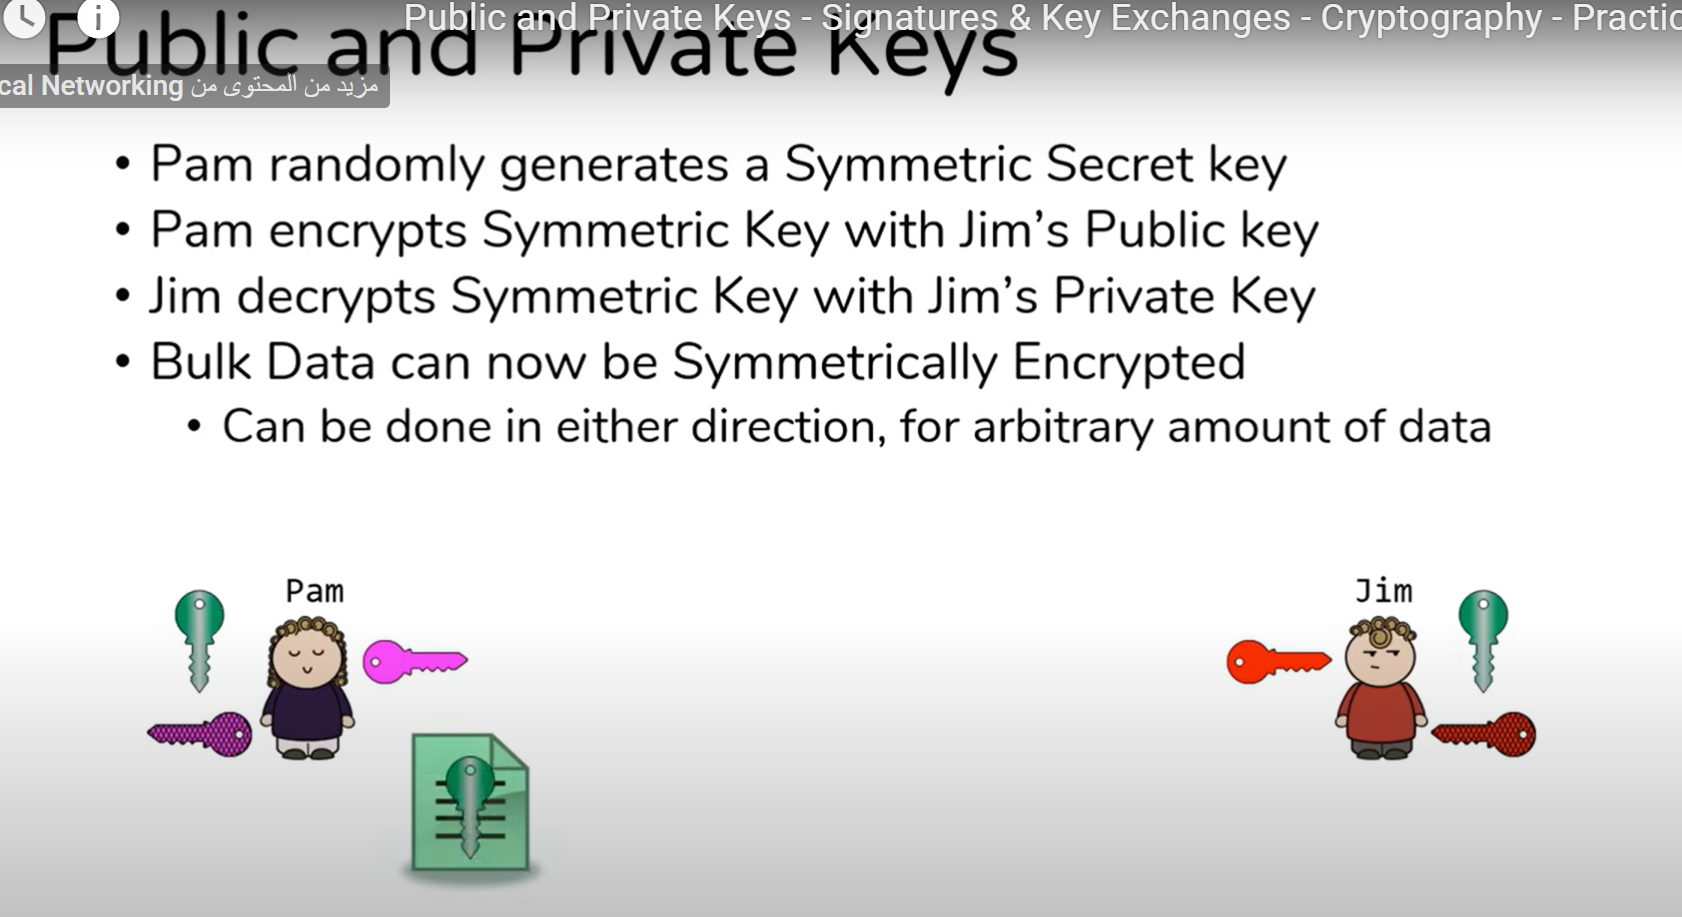 Public and Private Keys - Signatures & Key Exchanges - Cryptography - Practic
Public and Private Keys
مزيد من المحتوى من cal Networking
• Pam randomly generates a Symmetric Secret key
• Pam encrypts Symmetric Key with Jim's Public key
• Jim decrypts Symmetric Key with Jim's Private Key
• Bulk Data can now be Symmetrically Encrypted
• Can be done in either direction, for arbitrary amount of data
Pam
Jim